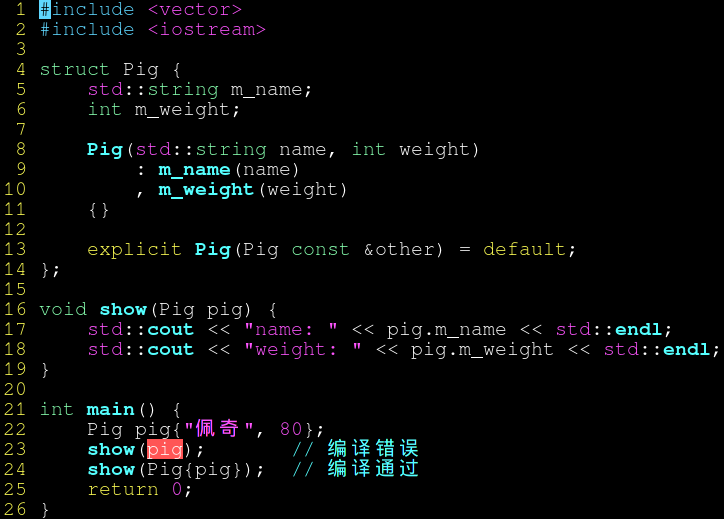 1 #include <vector>
2 #include <iostream>
3
4 struct Pig {
5     std::string m_name;
6     int m_weight;
7
8     Pig(std::string name, int weight)
9         : m_name(name)
10         , m_weight(weight)
11     {}
12
13     explicit Pig(Pig const &other) = default;
14 };
15
16 void show(Pig pig) {
17     std::cout << "name: " << pig.m_name << std::endl;
18     std::cout << "weight: " << pig.m_weight << std::endl;
19 }
20
21 int main() {
22     Pig pig{"佩奇", 80};
23     show(pig);       // 编译错误
24     show(Pig{pig});  // 编译通过
25     return 0;
26 }